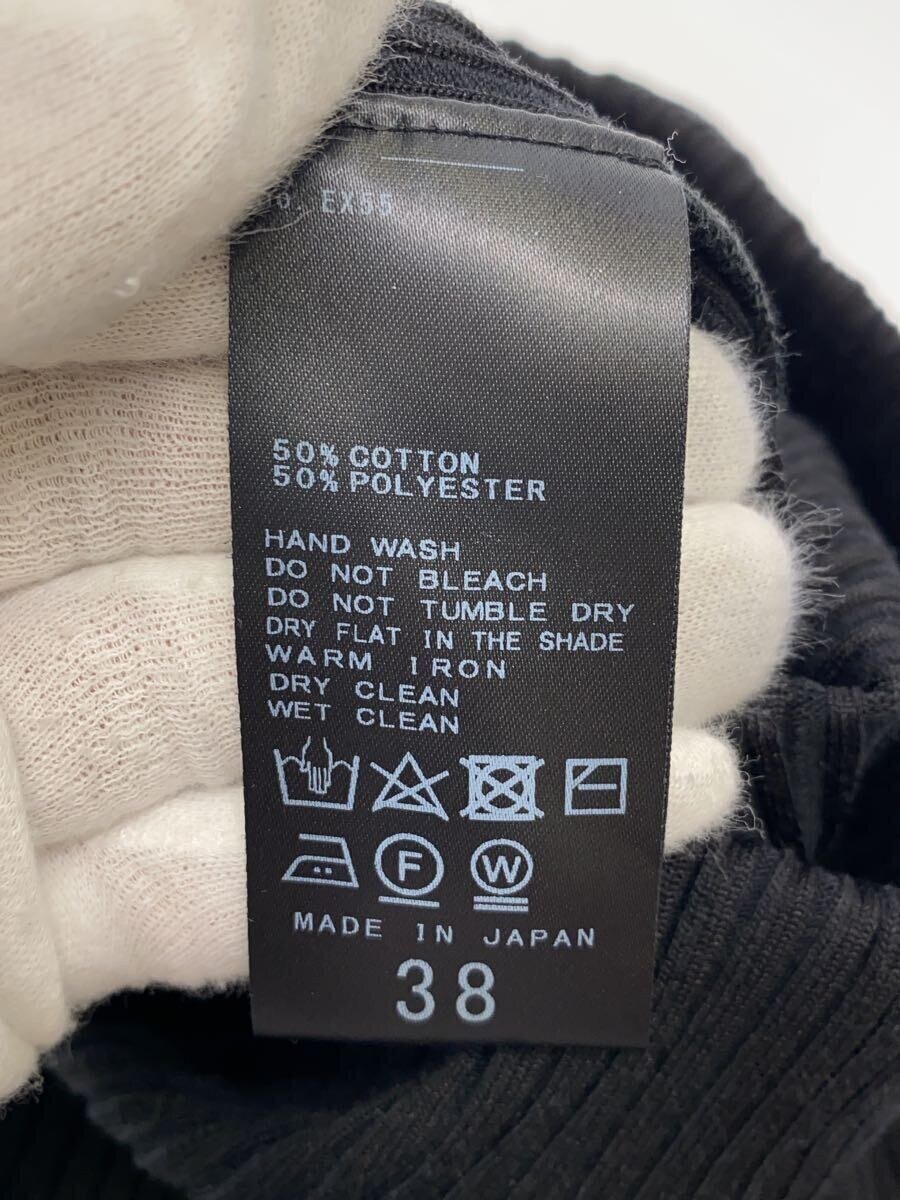 50% COTTON
50% POLYESTER
HAND WASH
DO NOT BLEACH
DO NOT TUMBLE DRY
DRY FLAT IN THE SHADE
WARM IRON
DRY CLEAN
WET CLEAN
F
W
MADE IN JAPAN
38